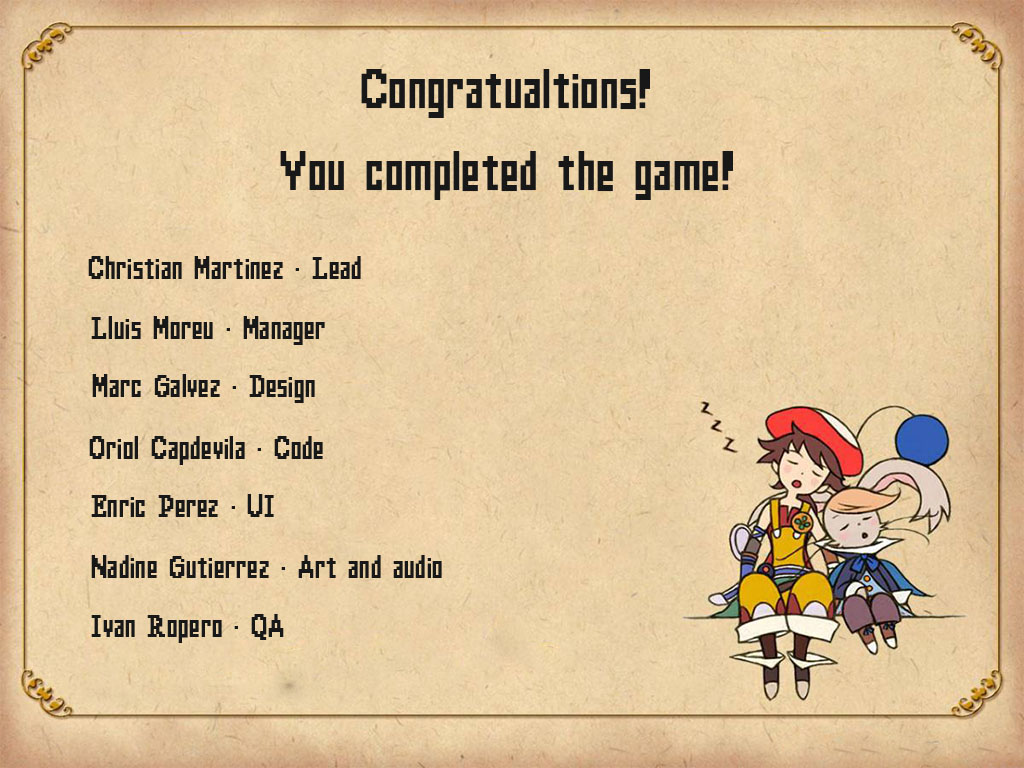 Congratualtions!
You completed the game!
Christian Martinez · Lead
Lluis Moreu · Manager
Marc Galvez · Design
Oriol Capdevila · Code
Enric Perez · UI
Nadine Gutierrez · Art and audio
Ivan Ropero · QA
z
z
z